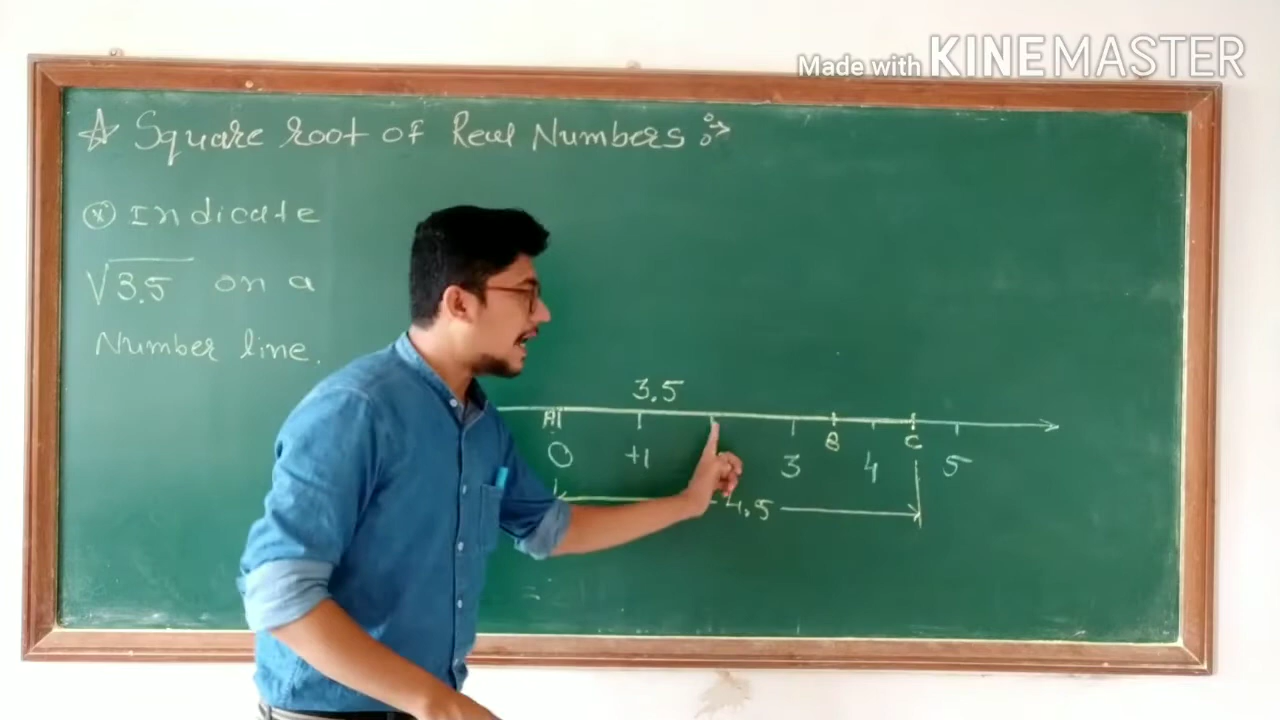 Made with KINEMASTER
☆ Square root of Real Numbers :→
ⓧ Indicate
√3.5 on a
Number line.
3.5
A B C
0 +1 3 4 5
4.5
=